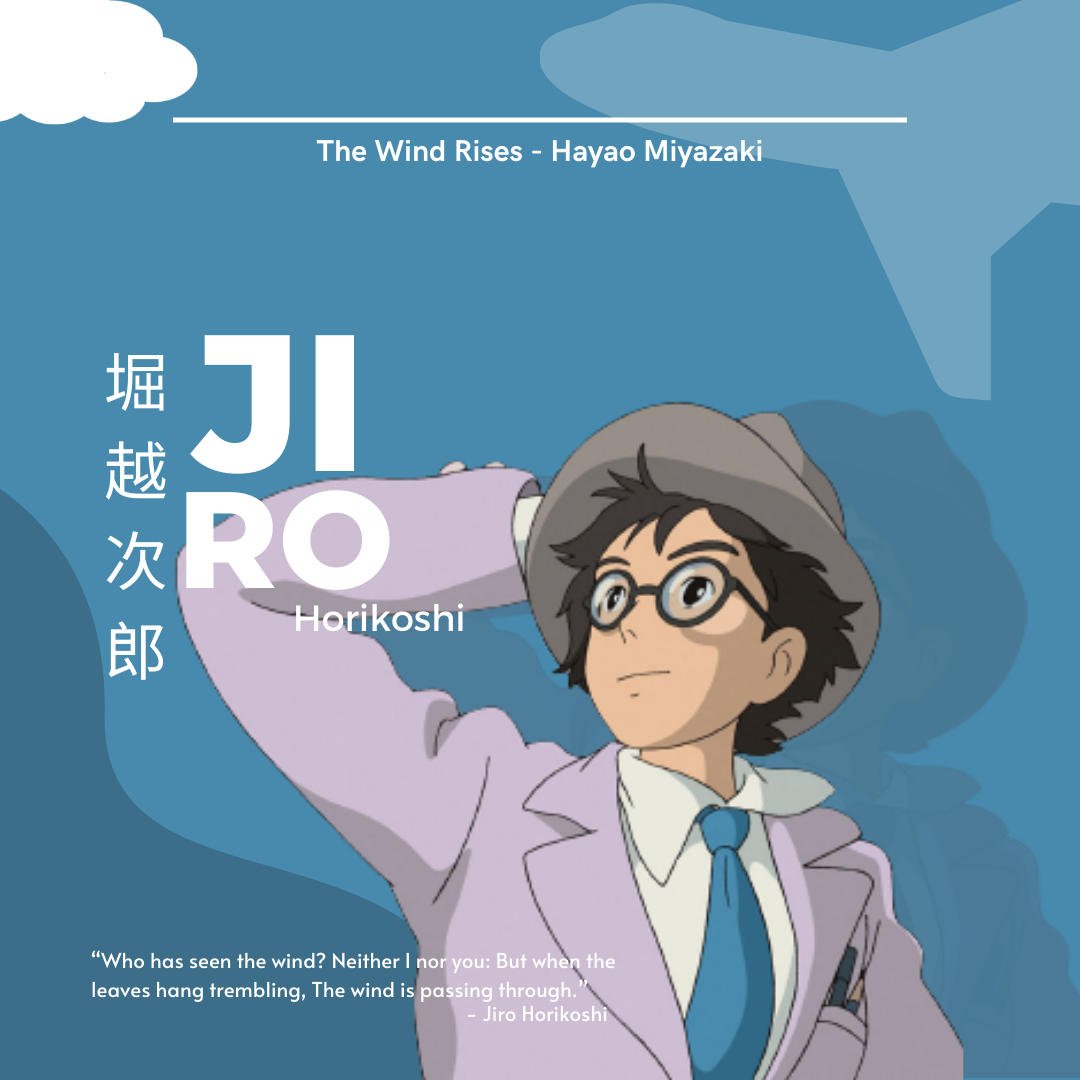 The Wind Rises - Hayao Miyazaki
堀越次郎
JI
RO
Horikoshi
“Who has seen the wind? Neither I nor you: But when the
leaves hang trembling, The wind is passing through.”
- Jiro Horikoshi